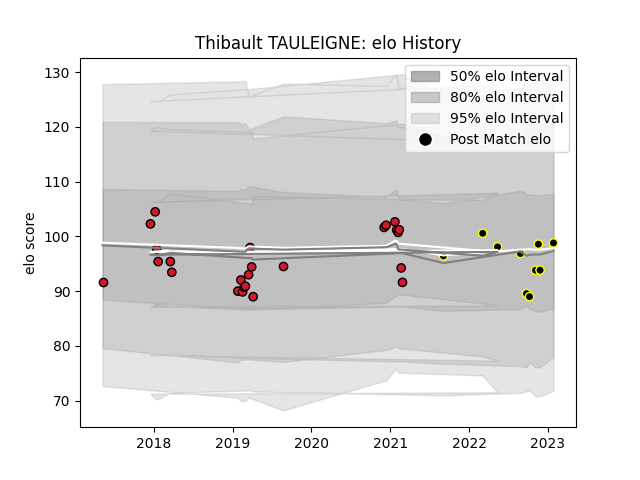 Thibault TAULEIGNE: elo History
50% elo Interval
80% elo Interval
95% elo Interval
Post Match elo
elo score
130
120
110
100
90
80
70
2018
2019
2020
2021
2022
2023